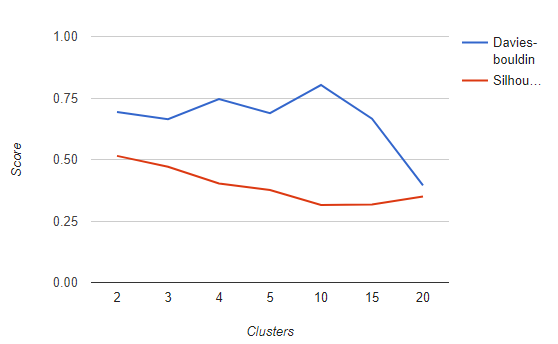 1.00
0.75
0.50
0.25
0.00
Score
2 3 4 5 10 15 20
Clusters
Davies-
bouldin
Silhou...